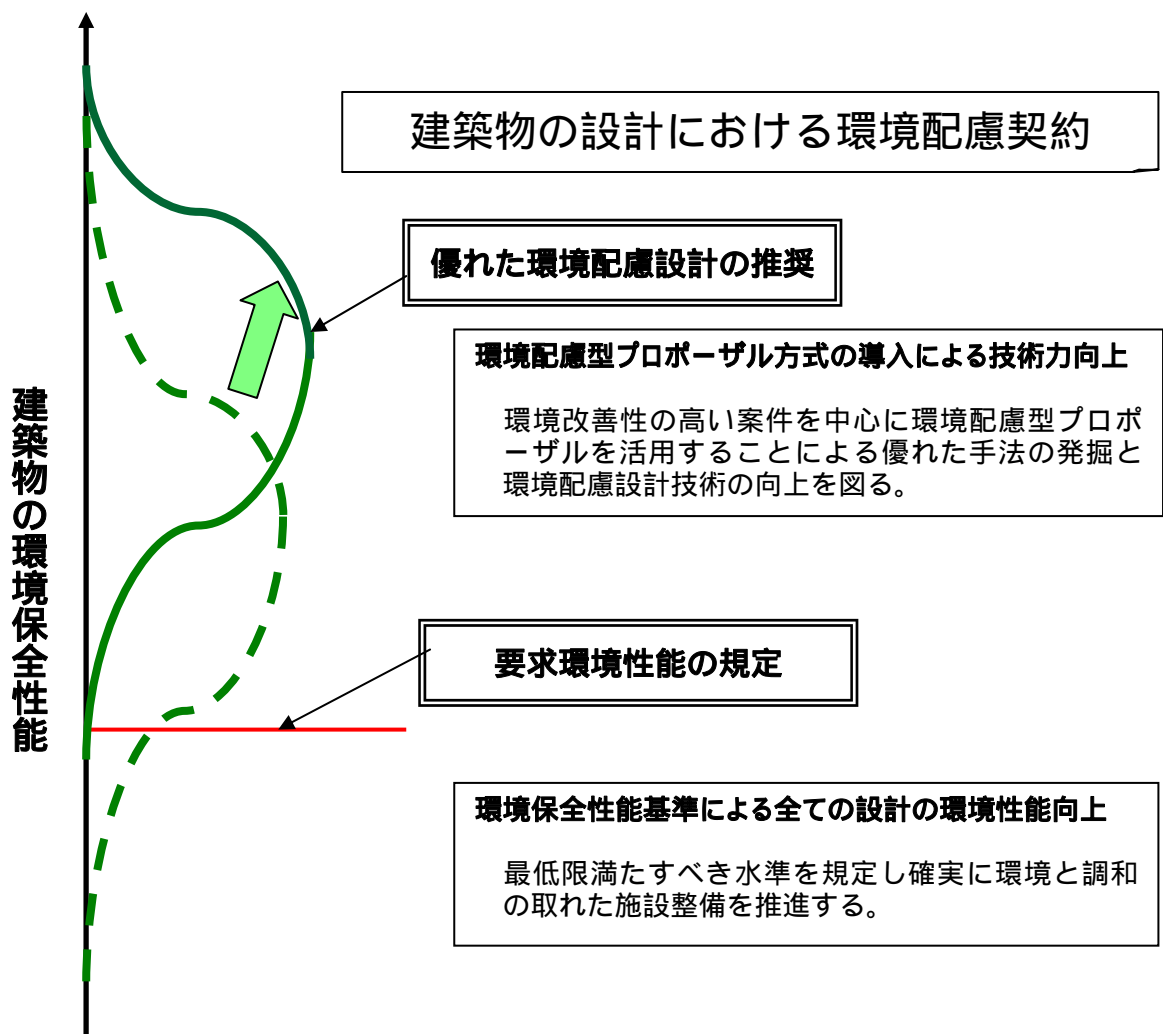 建築物の設計における環境配慮契約
優れた環境配慮設計の推奨
環境配慮型プロポーザル方式の導入による技術力向上
環境改善性の高い案件を中心に環境配慮型プロポ
ーザルを活用することによる優れた手法の発掘と
環境配慮設計技術の向上を図る。
建築物の環境保全性能
要求環境性能の規定
環境保全性能基準による全ての設計の環境性能向上
最低限満たすべき水準を規定し確実に環境と調和
の取れた施設整備を推進する。